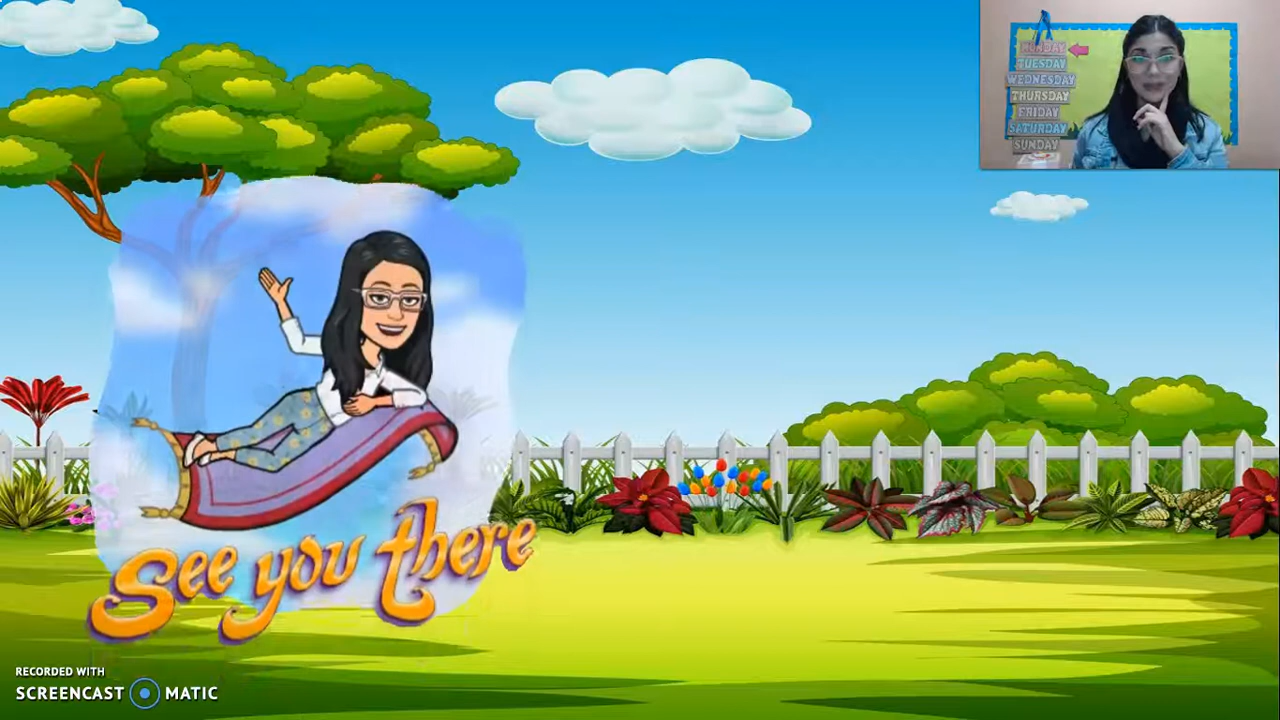 MONDAY
TUESDAY
WEDNESDAY
THURSDAY
FRIDAY
SATURDAY
SUNDAY
See you there
RECORDED WITH
SCREENCAST MATIC